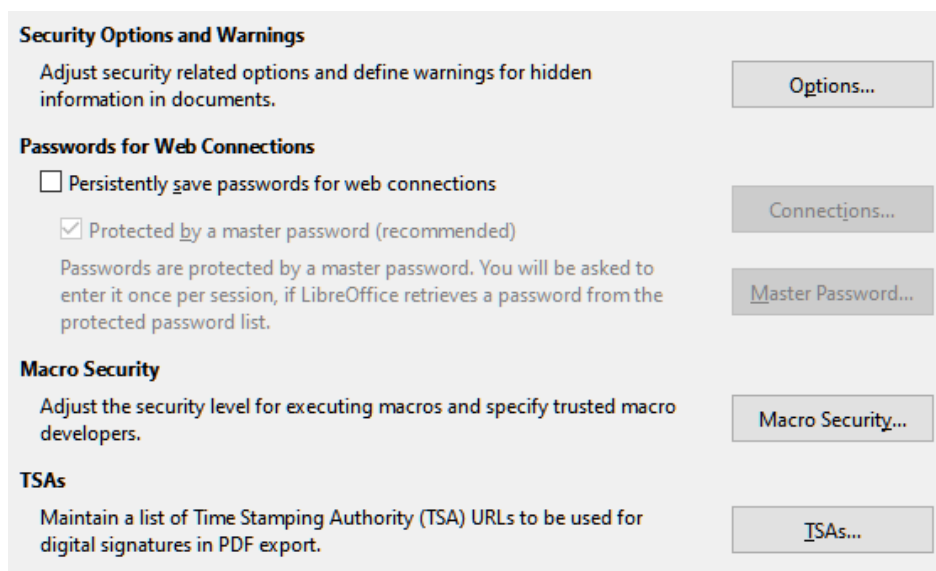 Security Options and Warnings
Adjust security related options and define warnings for hidden
information in documents.
Options...
Passwords for Web Connections
Persistently save passwords for web connections
Connections...
Protected by a master password (recommended)
Passwords are protected by a master password. You will be asked to
enter it once per session, if LibreOffice retrieves a password from the
protected password list.
Master Password...
Macro Security
Adjust the security level for executing macros and specify trusted macro
developers.
Macro Security...
TSAs
Maintain a list of Time Stamping Authority (TSA) URLs to be used for
digital signatures in PDF export.
TSAs...